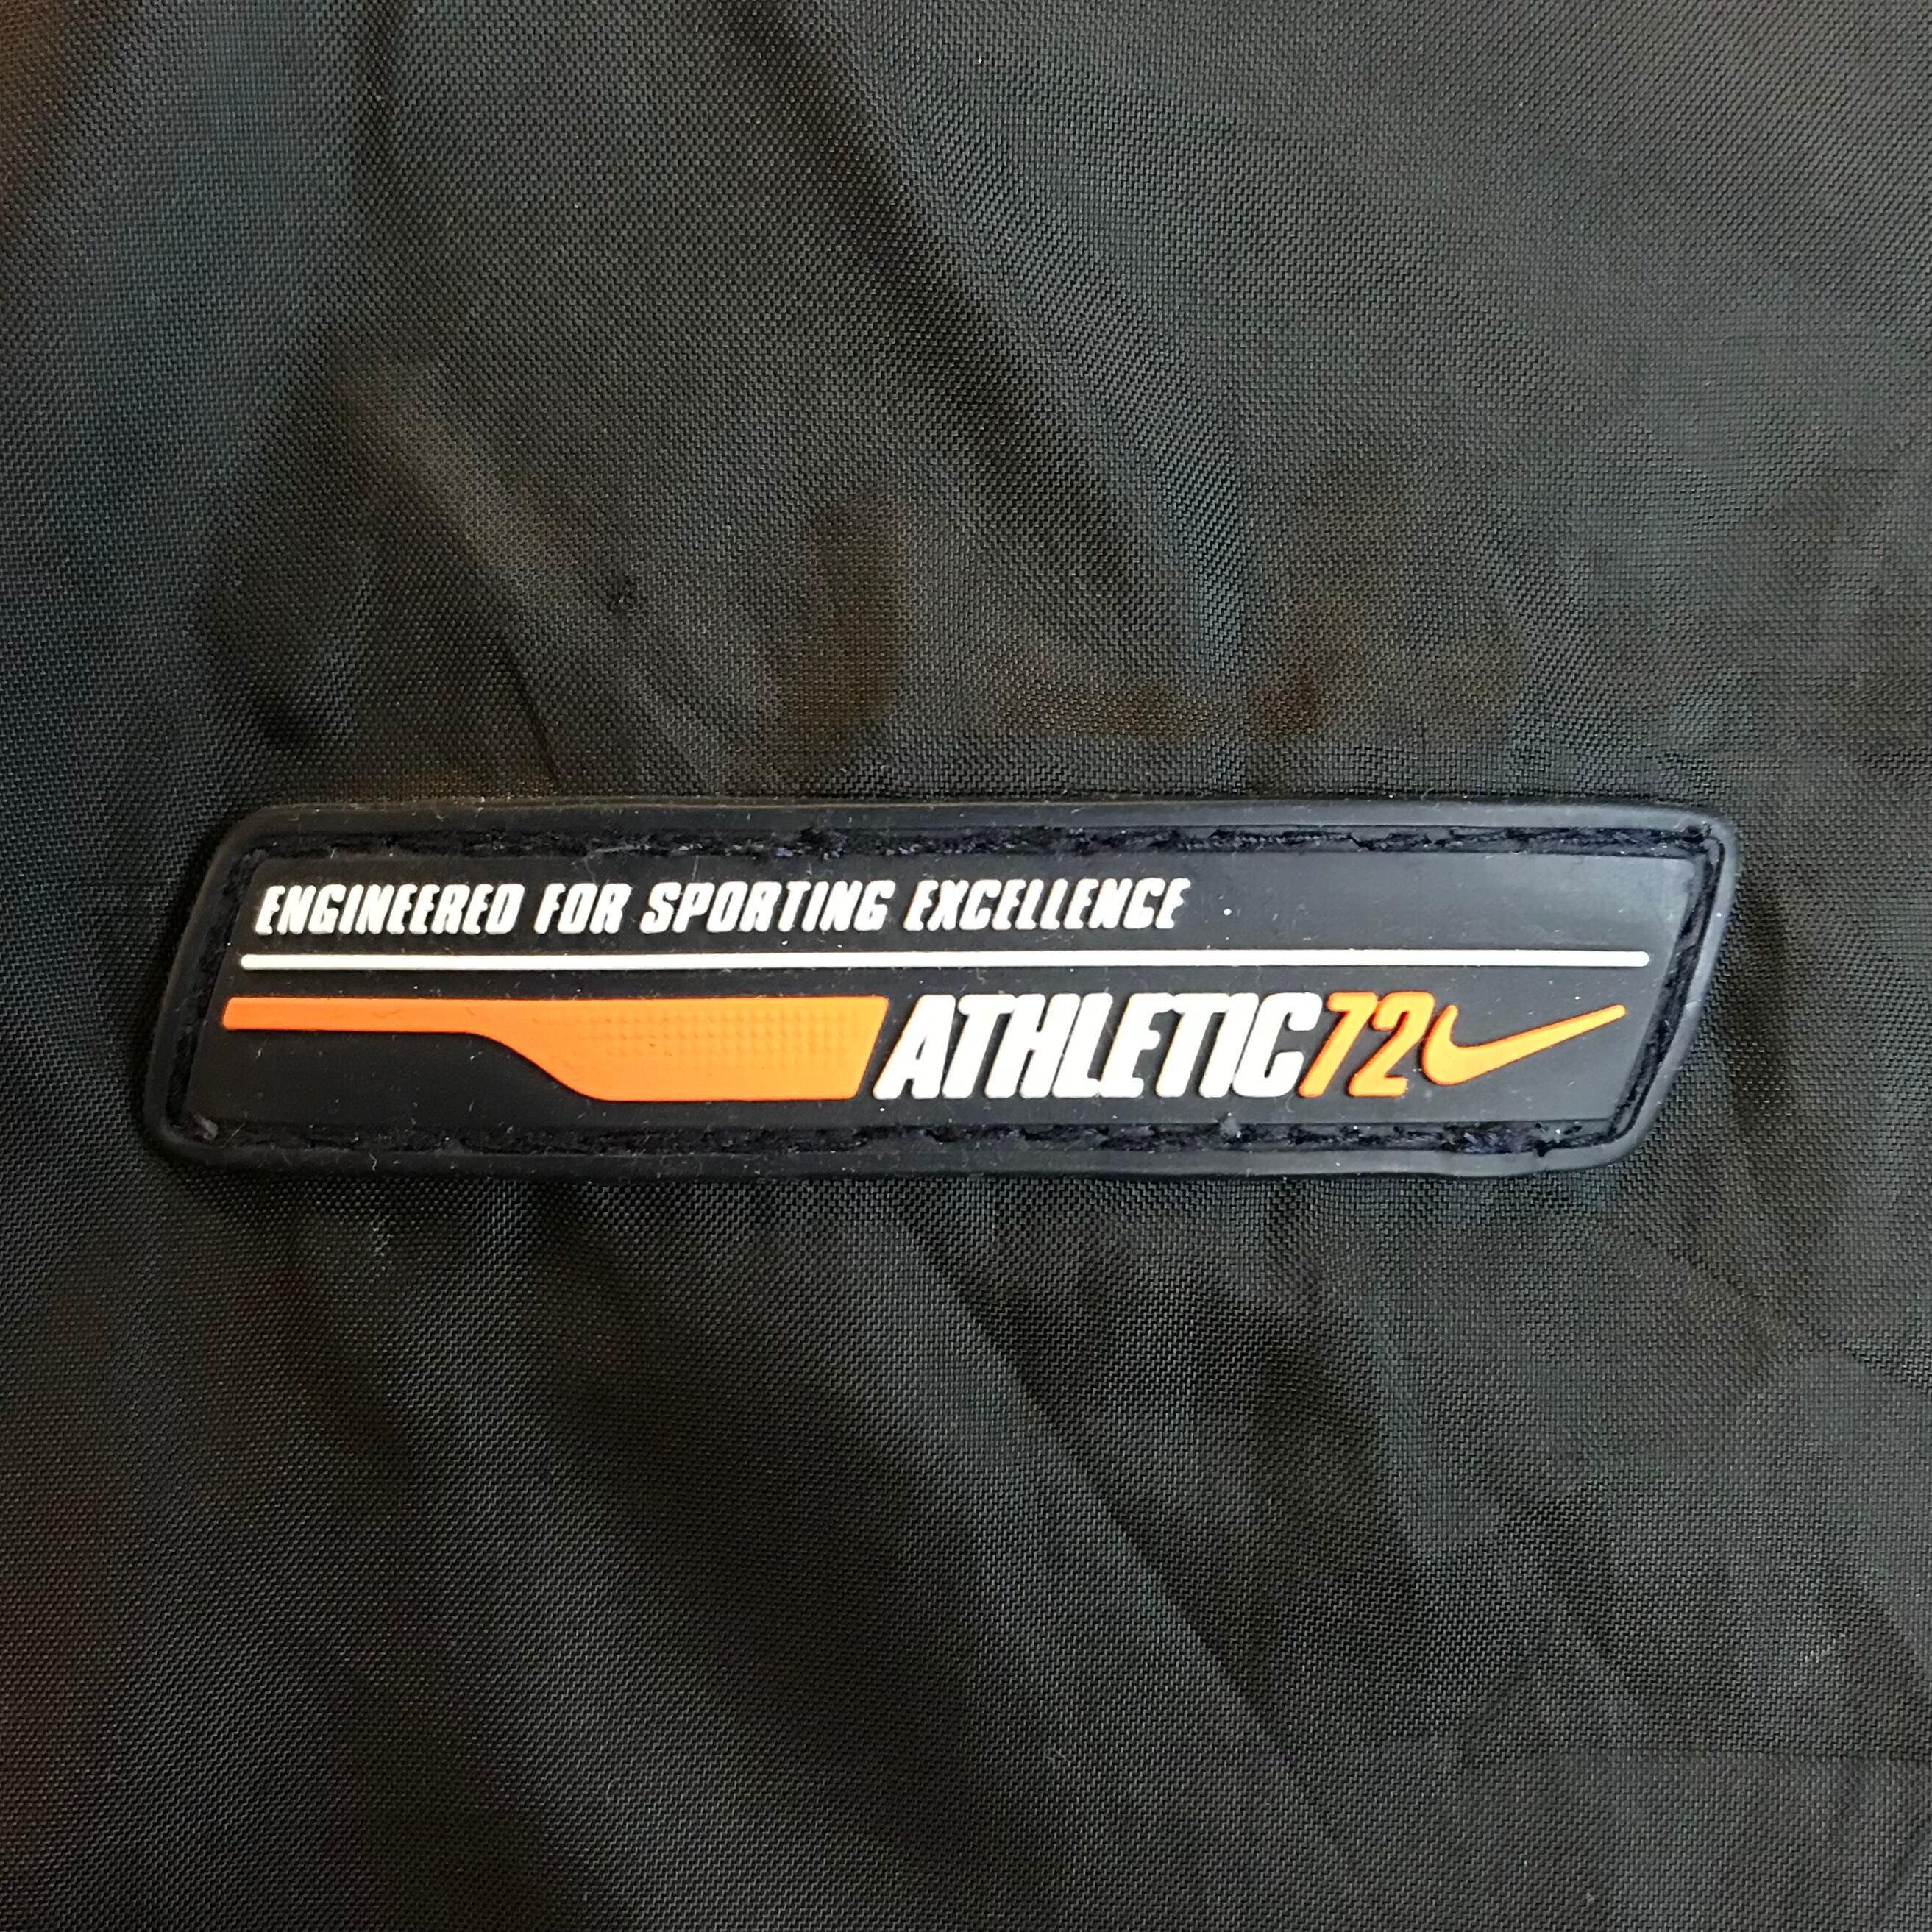 ENGINEERED FOR SPORTING EXCELLENCE
ATHLETIC72